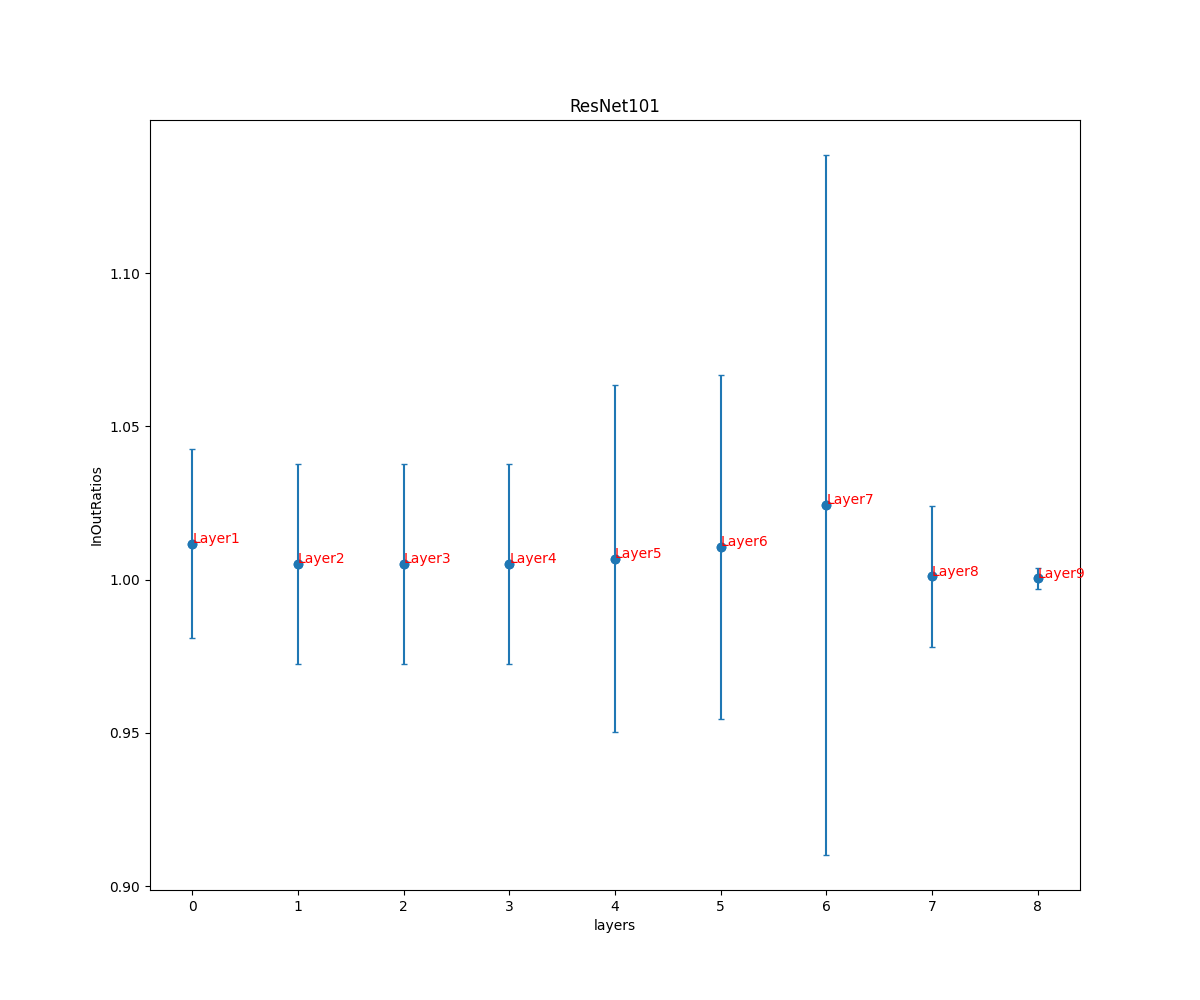 ResNet101
InOutRatios
1.10
1.05
1.00
0.95
0.90
Layer1
Layer2
Layer3
Layer4
Layer5
Layer6
Layer7
Layer8
Layer9
0 1 2 3 4 5 6 7 8
layers